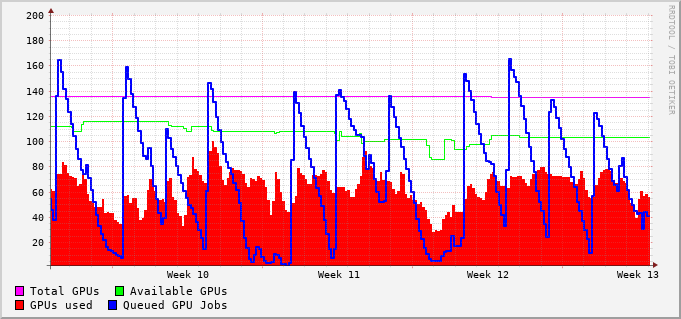 200
180
160
140
120
100
80
60
40
20
Week 10 Week 11 Week 12 Week 13
Total GPUs Available GPUs
GPUs used Queued GPU Jobs
RRDTOOL / TOBI OETIKER